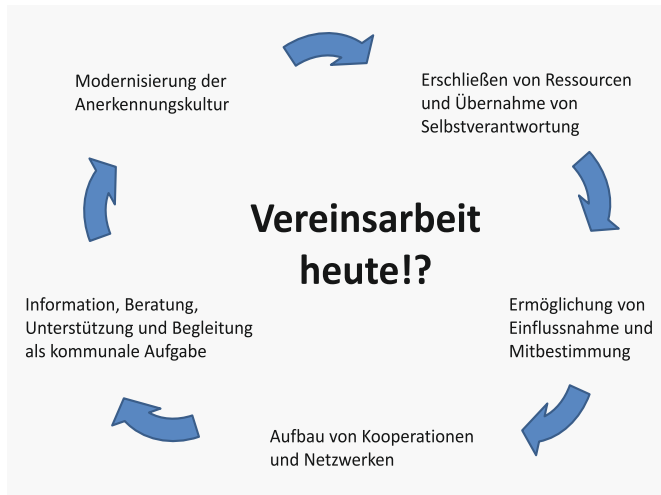 Modernisierung der
Anerkennungskultur
Erschließen von Ressourcen
und Übernahme von
Selbstverantwortung
Vereinsarbeit
heute!?
Information, Beratung,
Unterstützung und Begleitung
als kommunale Aufgabe
Ermöglichung von
Einflussnahme und
Mitbestimmung
Aufbau von Kooperationen
und Netzwerken